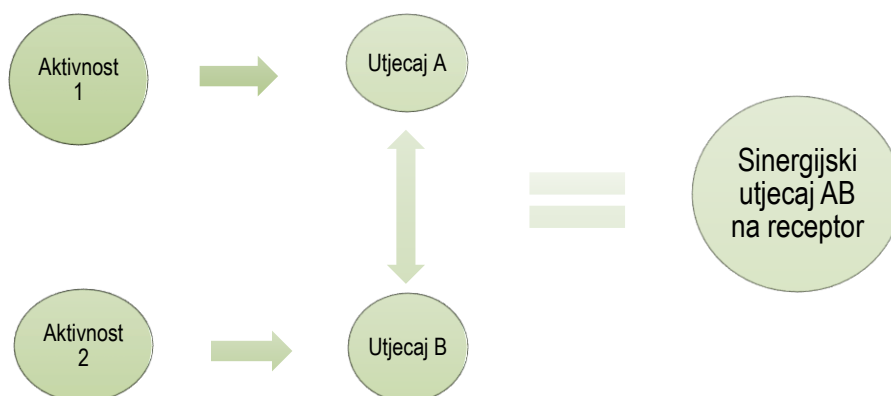 Aktivnost
1
Utjecaj A
Sinergijski
utjecaj AB
na receptor
Aktivnost
2
Utjecaj B